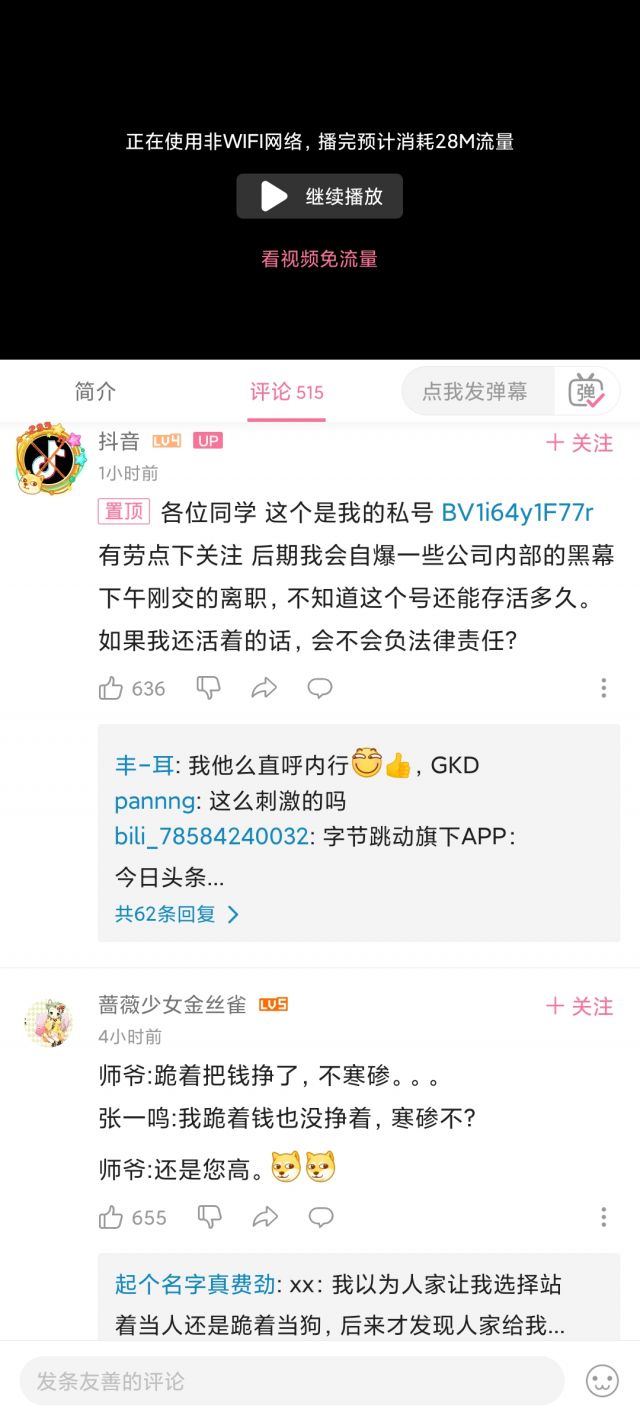 正在使用非WIFI网络，播完预计消耗28M流量
继续播放
看视频免流量
简介
评论 515
点我发弹幕
弹
抖音 LV4 UP
+ 关注
1小时前
置顶 各位同学 这个是我的私号 BV1i64y1F77r
有劳点下关注 后期我会自爆一些公司内部的黑幕
下午刚交的离职，不知道这个号还能存活多久。
如果我还活着的话，会不会负法律责任？
636
丰-耳: 我他么直呼内行，GKD
pannng: 这么刺激的吗
bili_78584240032: 字节跳动旗下APP：
今日头条...
共62条回复 >
蔷薇少女金丝雀 LV5
+ 关注
4小时前
师爷:跪着把钱挣了，不寒碜。。。
张一鸣:我跪着钱也没挣着，寒碜不？
师爷:还是您高。
655
起个名字真费劲: xx：我以为人家让我选择站
着当人还是跪着当狗，后来才发现人家给我...
发条友善的评论